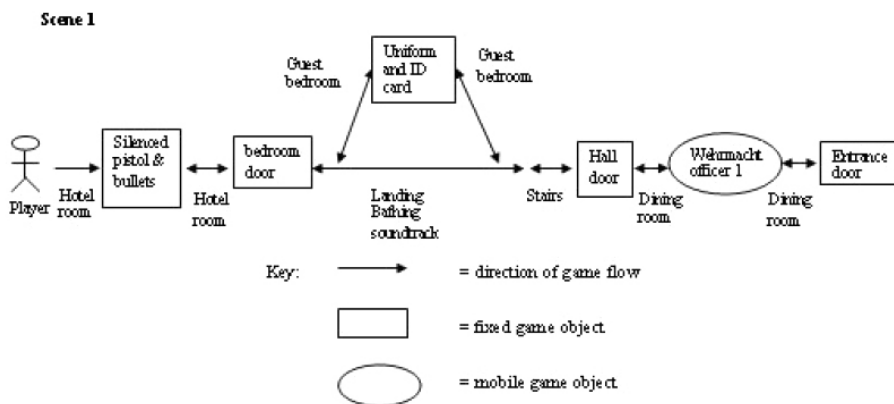 Scene 1
Guest
bedroom
Uniform
and ID
card
Guest
bedroom
Player
Hotel
room
Silenced
pistol &
bullets
Hotel
room
bedroom
door
Landing
Bathing
soundtrack
Stairs
Hall
door
Dining
room
Wehrmacht
officer 1
Dining
room
Entrance
door
Key:
= direction of game flow
= fixed game object
= mobile game object